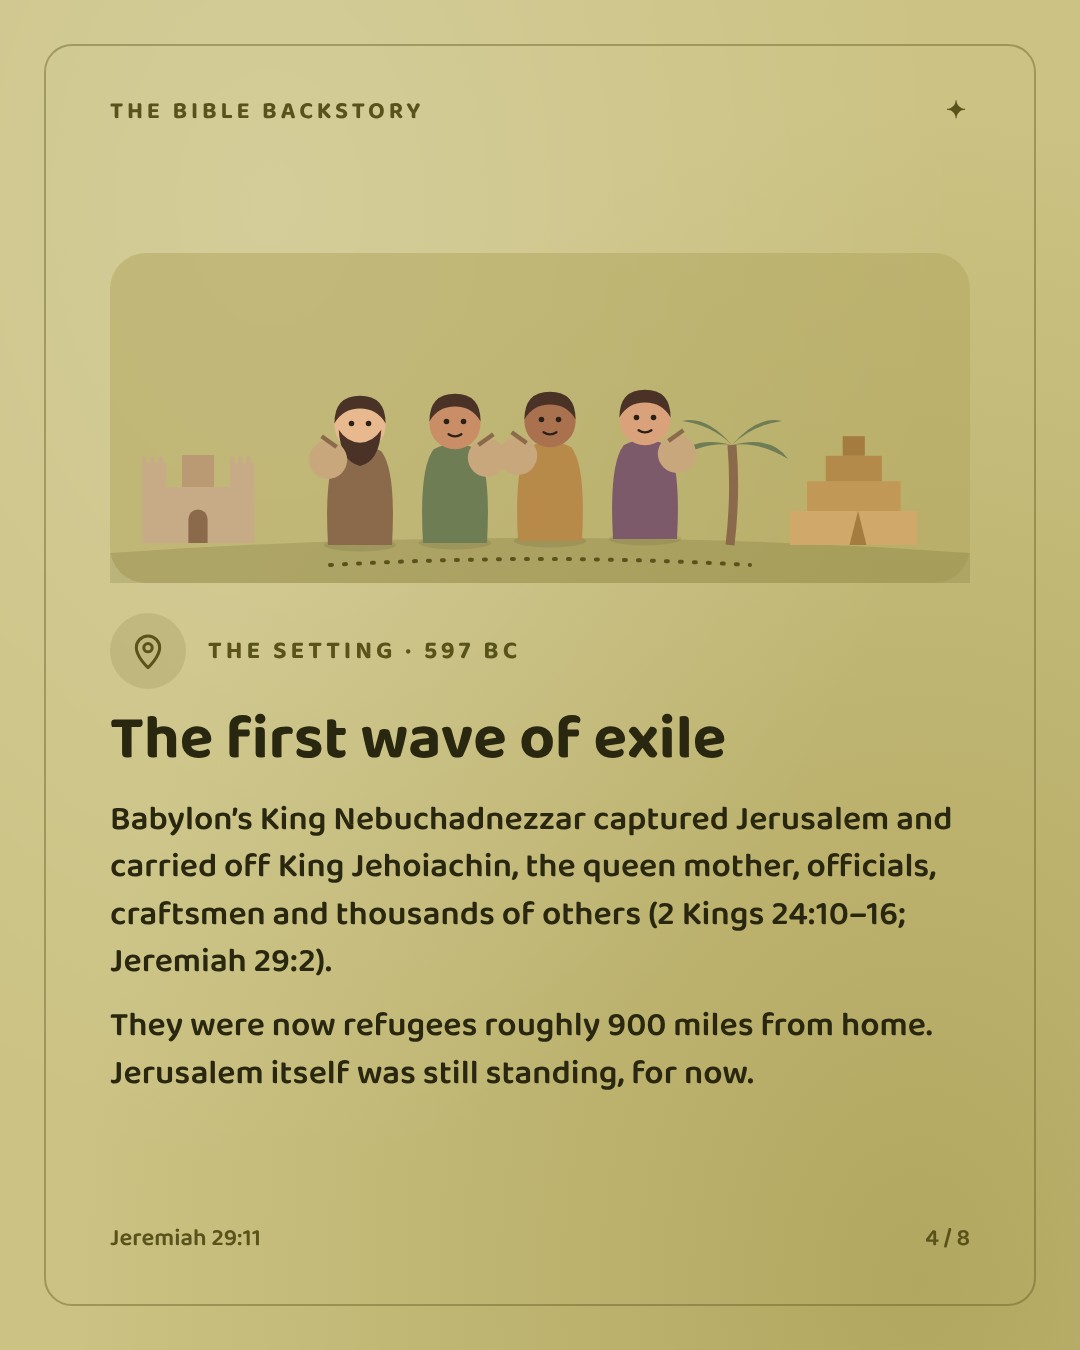 THE BIBLE BACKSTORY
THE SETTING · 597 BC
The first wave of exile
Babylon’s King Nebuchadnezzar captured Jerusalem and
carried off King Jehoiachin, the queen mother, officials,
craftsmen and thousands of others (2 Kings 24:10–16;
Jeremiah 29:2).
They were now refugees roughly 900 miles from home.
Jerusalem itself was still standing, for now.
Jeremiah 29:11
4 / 8